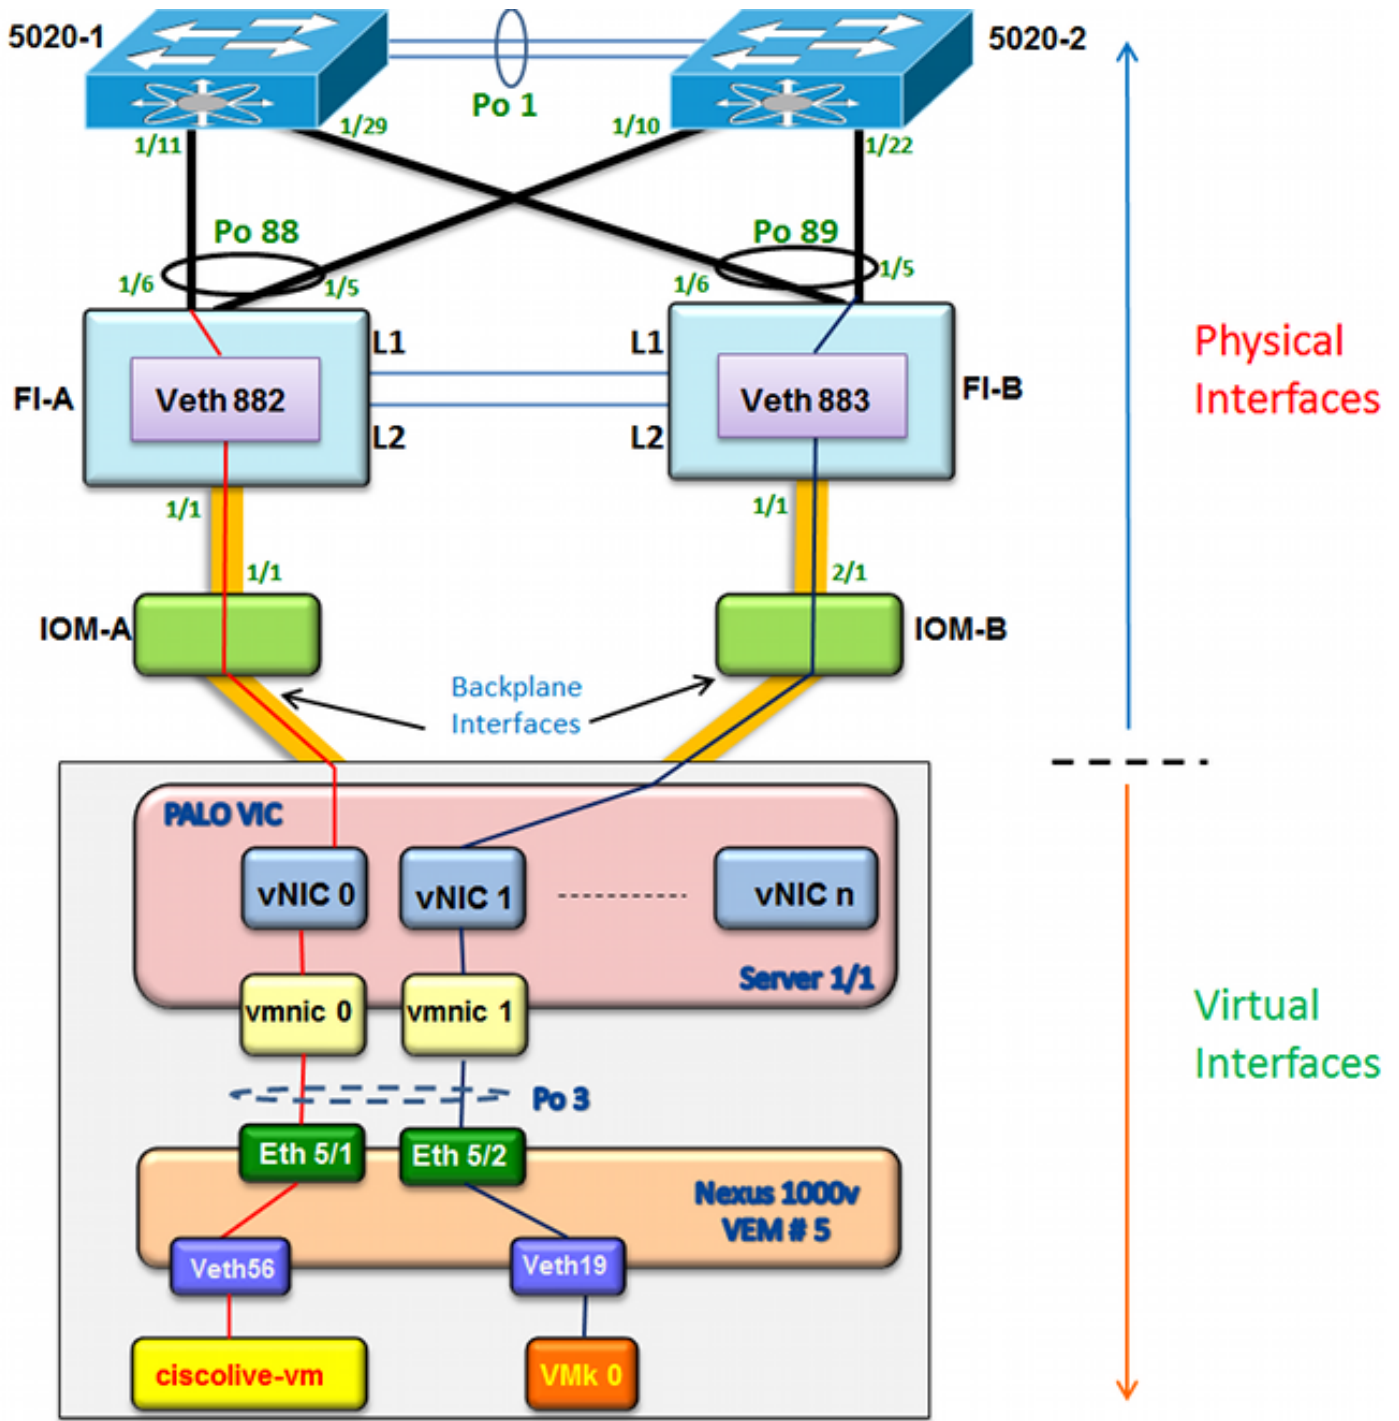 5020-1
5020-2
Po 1
1/11
1/29
1/10
1/22
Po 88
Po 89
1/6
1/5
1/6
1/5
L1
L1
FI-A
Veth 882
Veth 883
FI-B
L2
L2
Physical
Interfaces
1/1
1/1
1/1
2/1
IOM-A
IOM-B
Backplane
Interfaces
PALO VIC
vNIC 0
vNIC 1
vNIC n
Server 1/1
vmnic 0
vmnic 1
Virtual
Interfaces
Po 3
Eth 5/1
Eth 5/2
Nexus 1000v
VEM # 5
Veth56
Veth19
ciscolive-vm
VMk 0